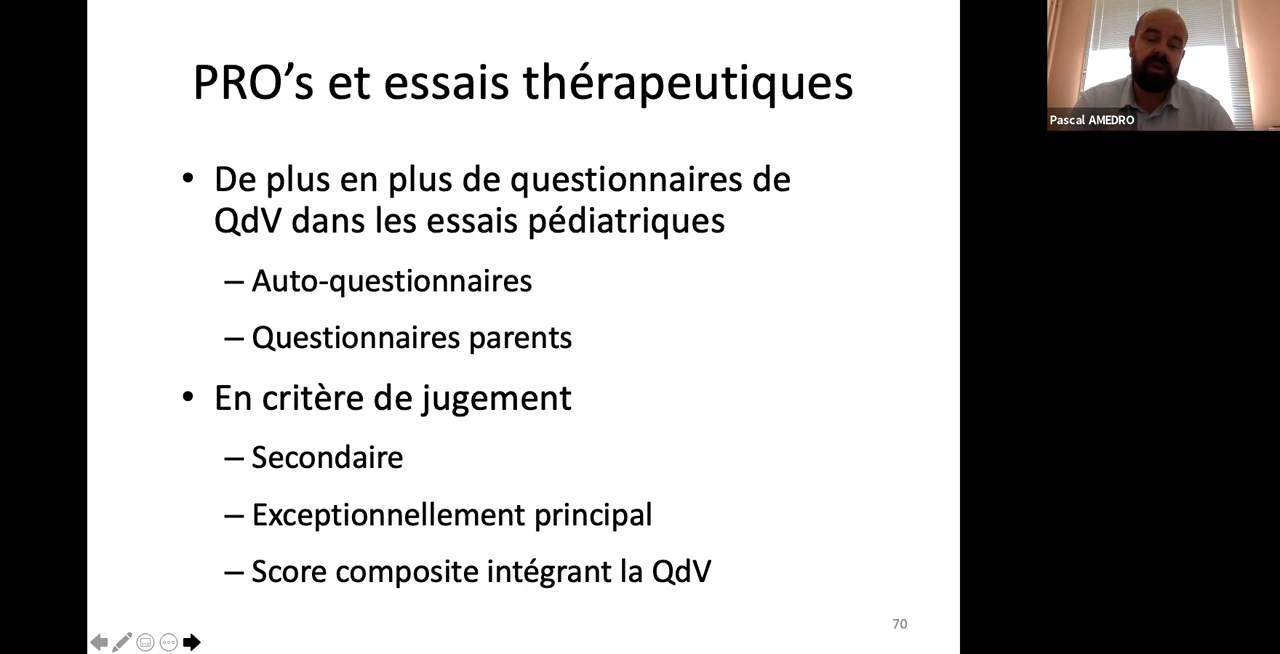 PRO’s et essais thérapeutiques
• De plus en plus de questionnaires de
QdV dans les essais pédiatriques
– Auto-questionnaires
– Questionnaires parents
• En critère de jugement
– Secondaire
– Exceptionnellement principal
– Score composite intégrant la QdV
70
Pascal AMEDRO